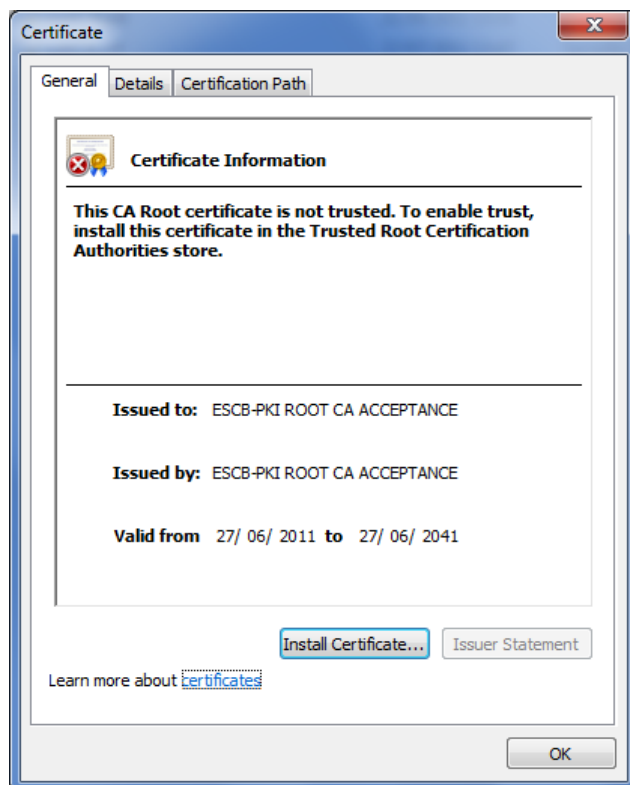 Certificate
General Details Certification Path
Certificate Information
This CA Root certificate is not trusted. To enable trust,
install this certificate in the Trusted Root Certification
Authorities store.
Issued to: ESCB-PKI ROOT CA ACCEPTANCE
Issued by: ESCB-PKI ROOT CA ACCEPTANCE
Valid from 27/ 06/ 2011 to 27/ 06/ 2041
Install Certificate... Issuer Statement
Learn more about certificates
OK